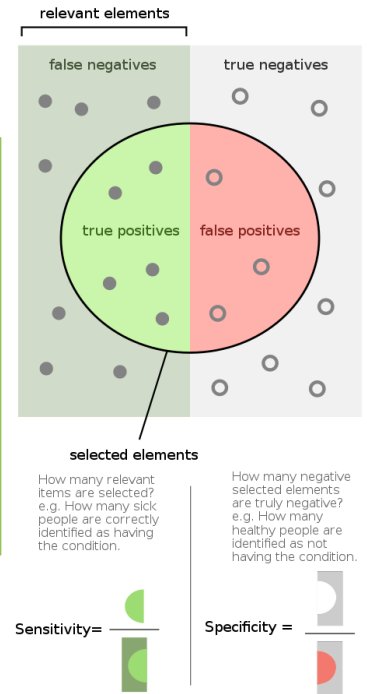 relevant elements
false negatives
true negatives
true positives
false positives
selected elements
How many relevant
items are selected?
e.g. How many sick
people are correctly
identified as having
the condition.
How many negative
selected elements
are truly negative?
e.g. How many
healthy people are
identified as not
having the condition.
Sensitivity=
Specificity =